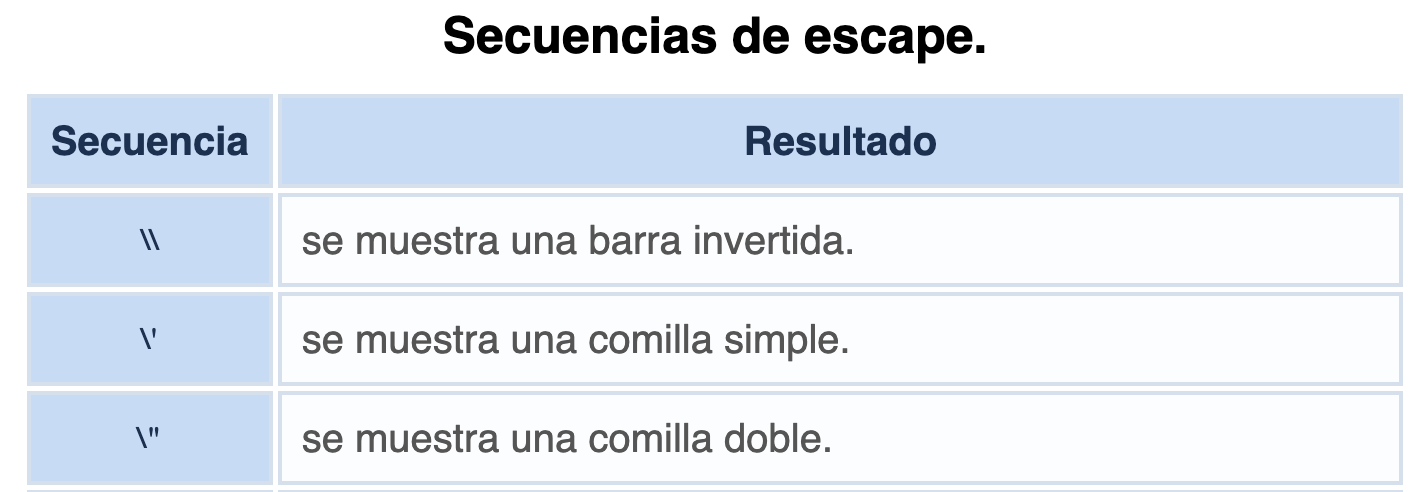 Secuencias de escape.
Secuencia Resultado
\\ se muestra una barra invertida.
\' se muestra una comilla simple.
\" se muestra una comilla doble.